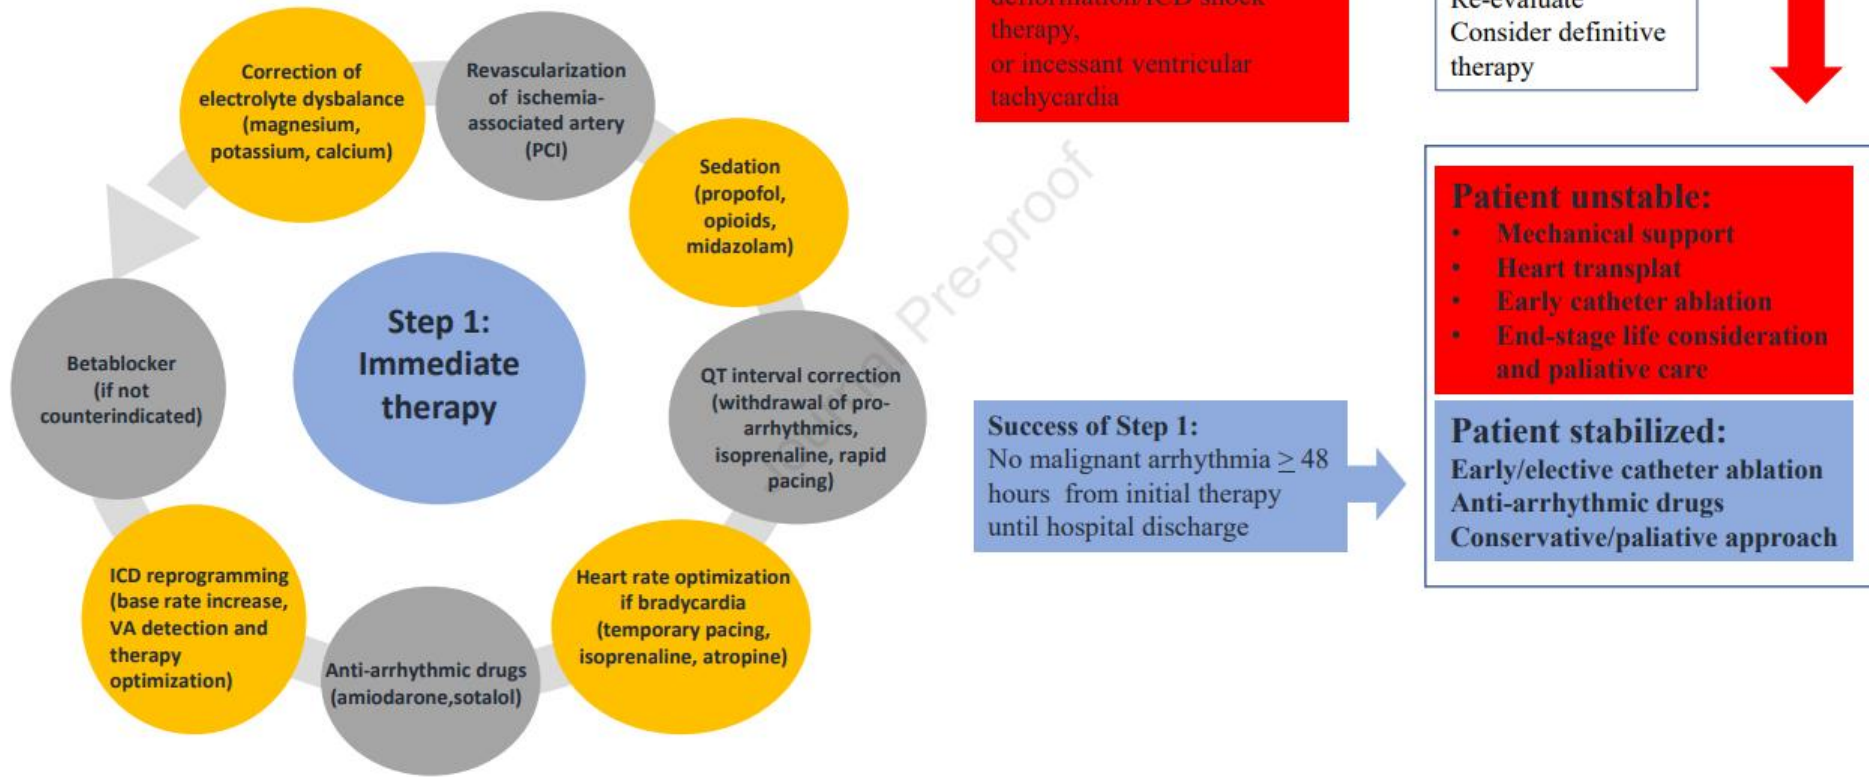 Correction of
electrolyte dysbalance
(magnesium,
potassium, calcium)
Revascularization
of ischemia-
associated artery
(PCI)
Sedation
(propofol,
opioids,
midazolam)
QT interval correction
(withdrawal of pro-
arrhythmics,
isoprenaline, rapid
pacing)
Heart rate optimization
if bradycardia
(temporary pacing,
isoprenaline, atropine)
Anti-arrhythmic drugs
(amiodarone,sotalol)
ICD reprogramming
(base rate increase,
VA detection and
therapy
optimization)
Betablocker
(if not
counterindicated)
Step 1:
Immediate
therapy
shock
therapy,
or incessant ventricular
tachycardia
Re-evaluate
Consider definitive
therapy
Patient unstable:
• Mechanical support
• Heart transplat
• Early catheter ablation
• End-stage life consideration
and paliative care
Success of Step 1:
No malignant arrhythmia ≥ 48
hours from initial therapy
until hospital discharge
Patient stabilized:
Early/elective catheter ablation
Anti-arrhythmic drugs
Conservative/paliative approach
Journal Pre-proof